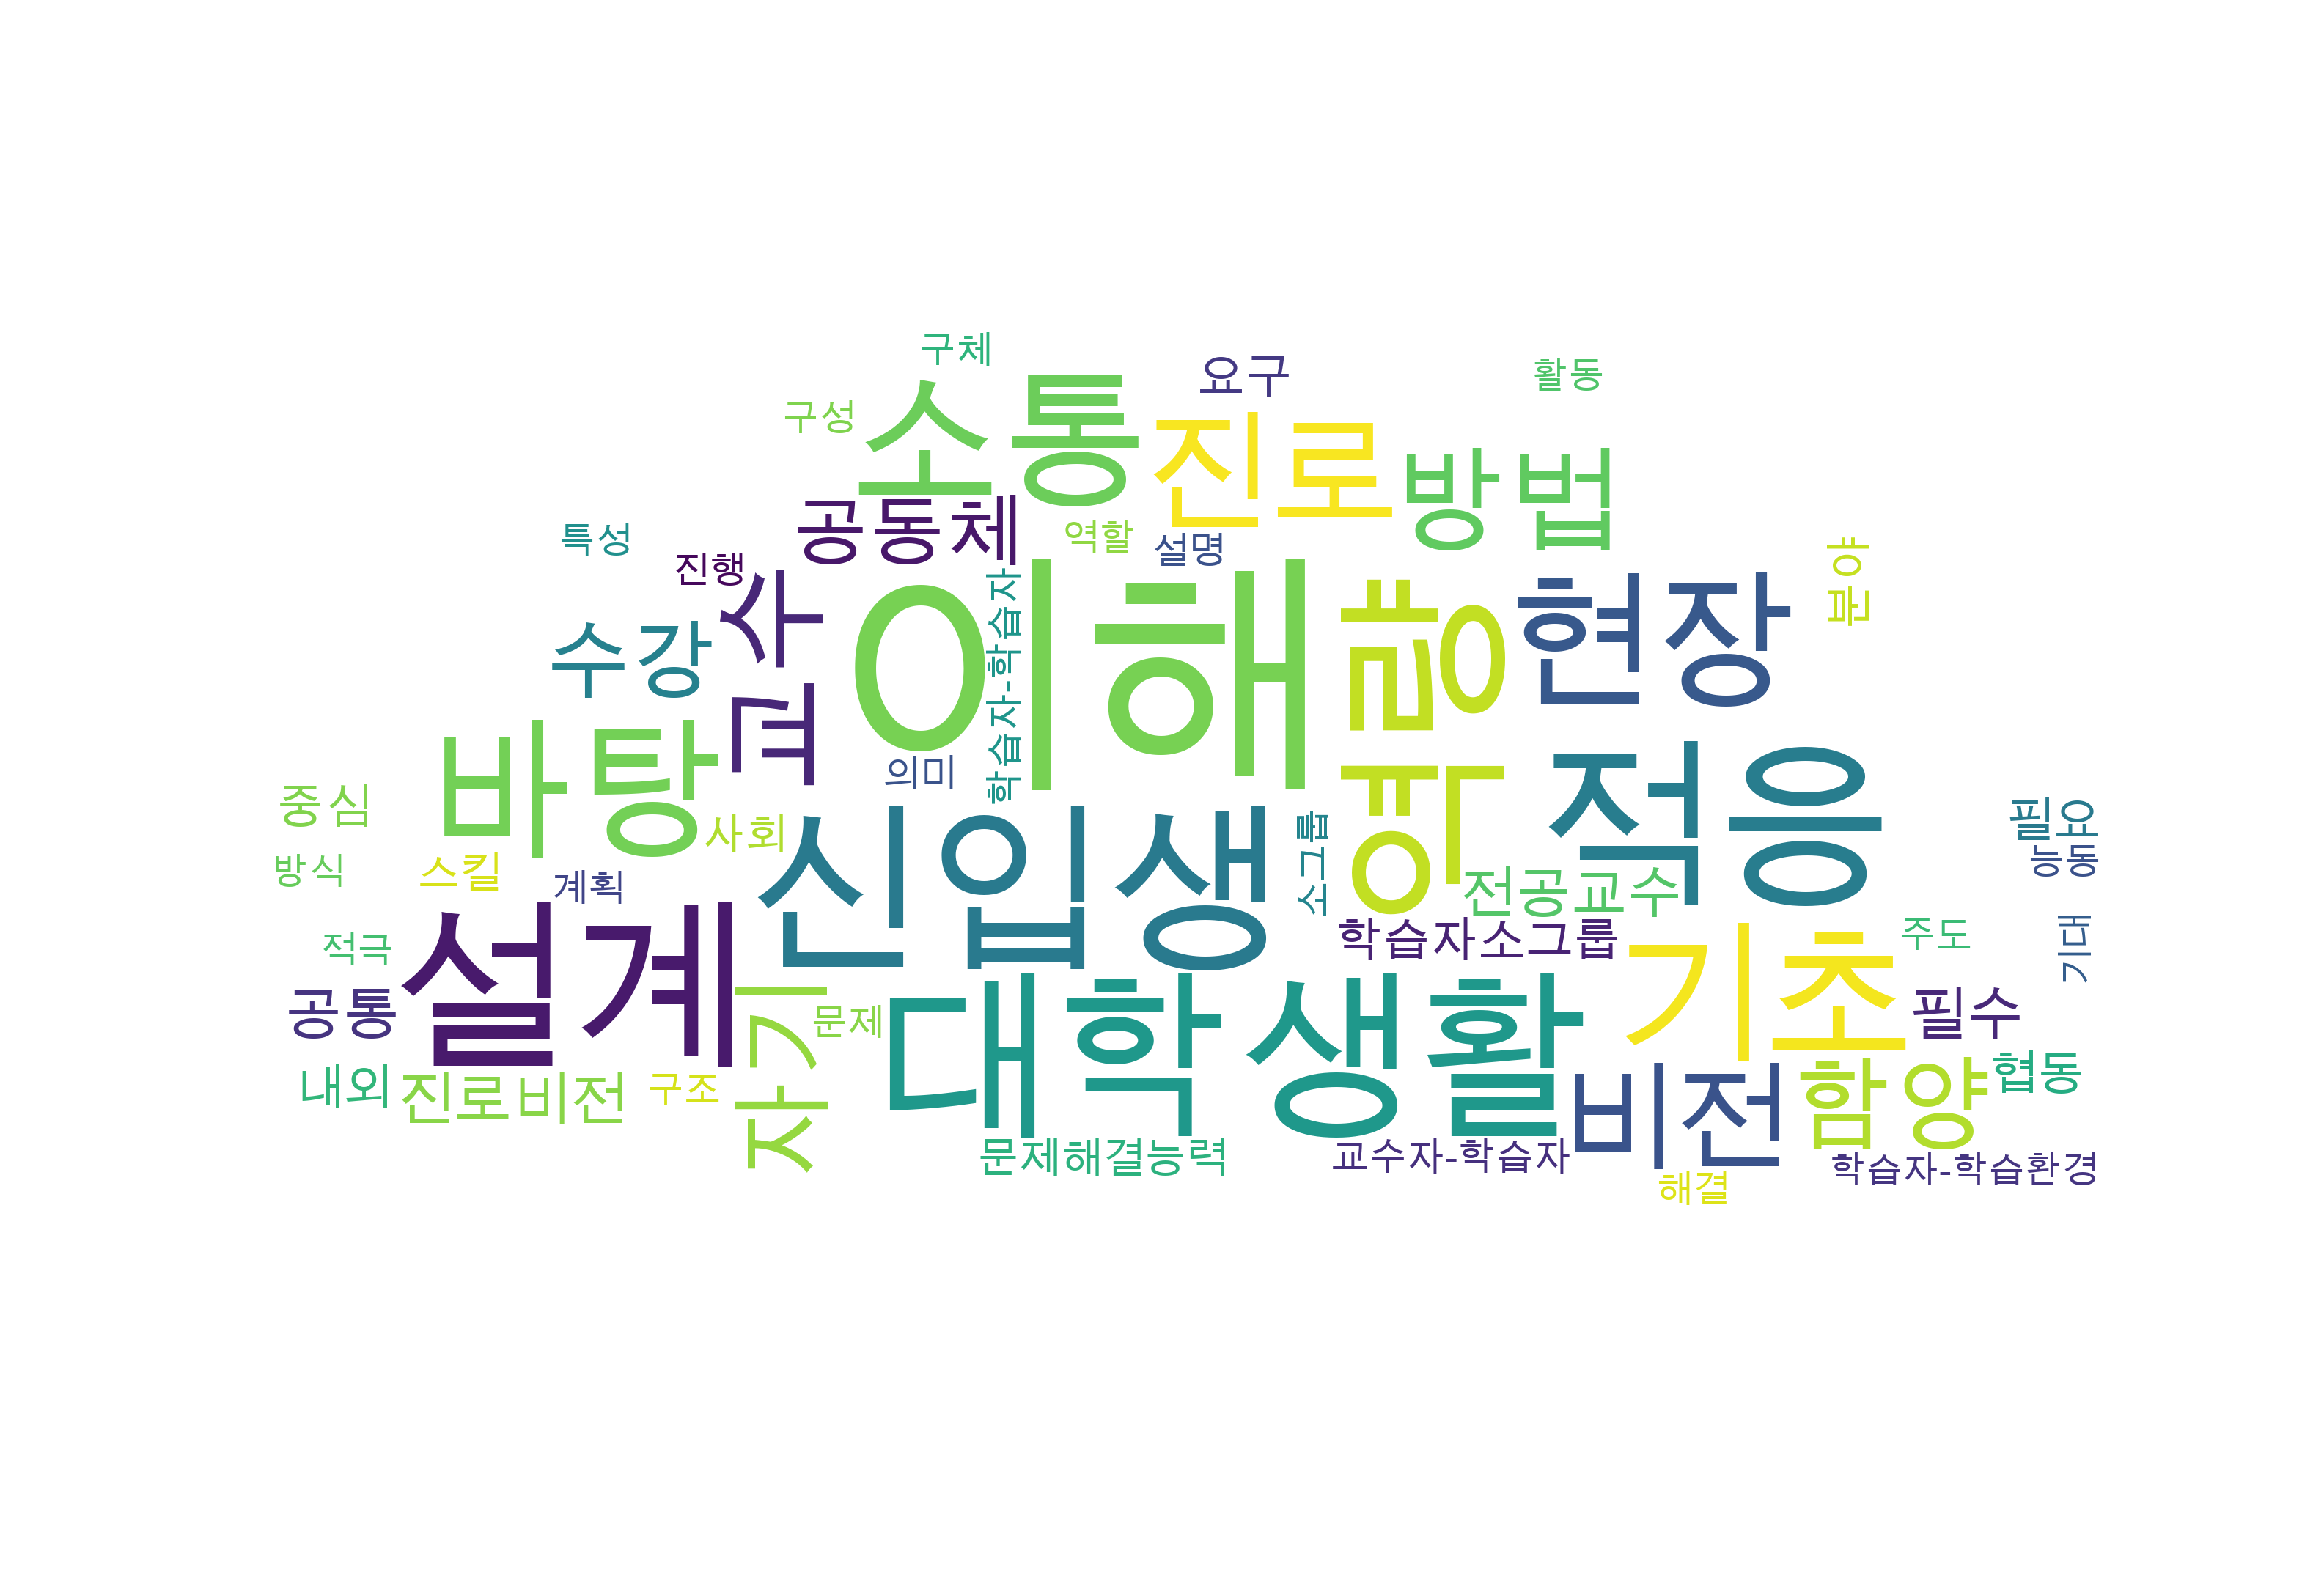 구체
요구
활동
구성
소통
진로
방법
공동체
역할
설명
특성
진행
분야
수강
교수
이해
학습자-학습자
역량
현장
바탕
의미
적응
중심
사회
신입생
소그룹
필요
방식
스킬
계획
전공교수
능동
설계
학습자소그룹
기초
주도
기본
적극
공통
자기
문제
대학생활
필수
내외
진로비전
구조
비전
함양
협동
문제해결능력
교수자-학습자
학습자-학습환경
해결